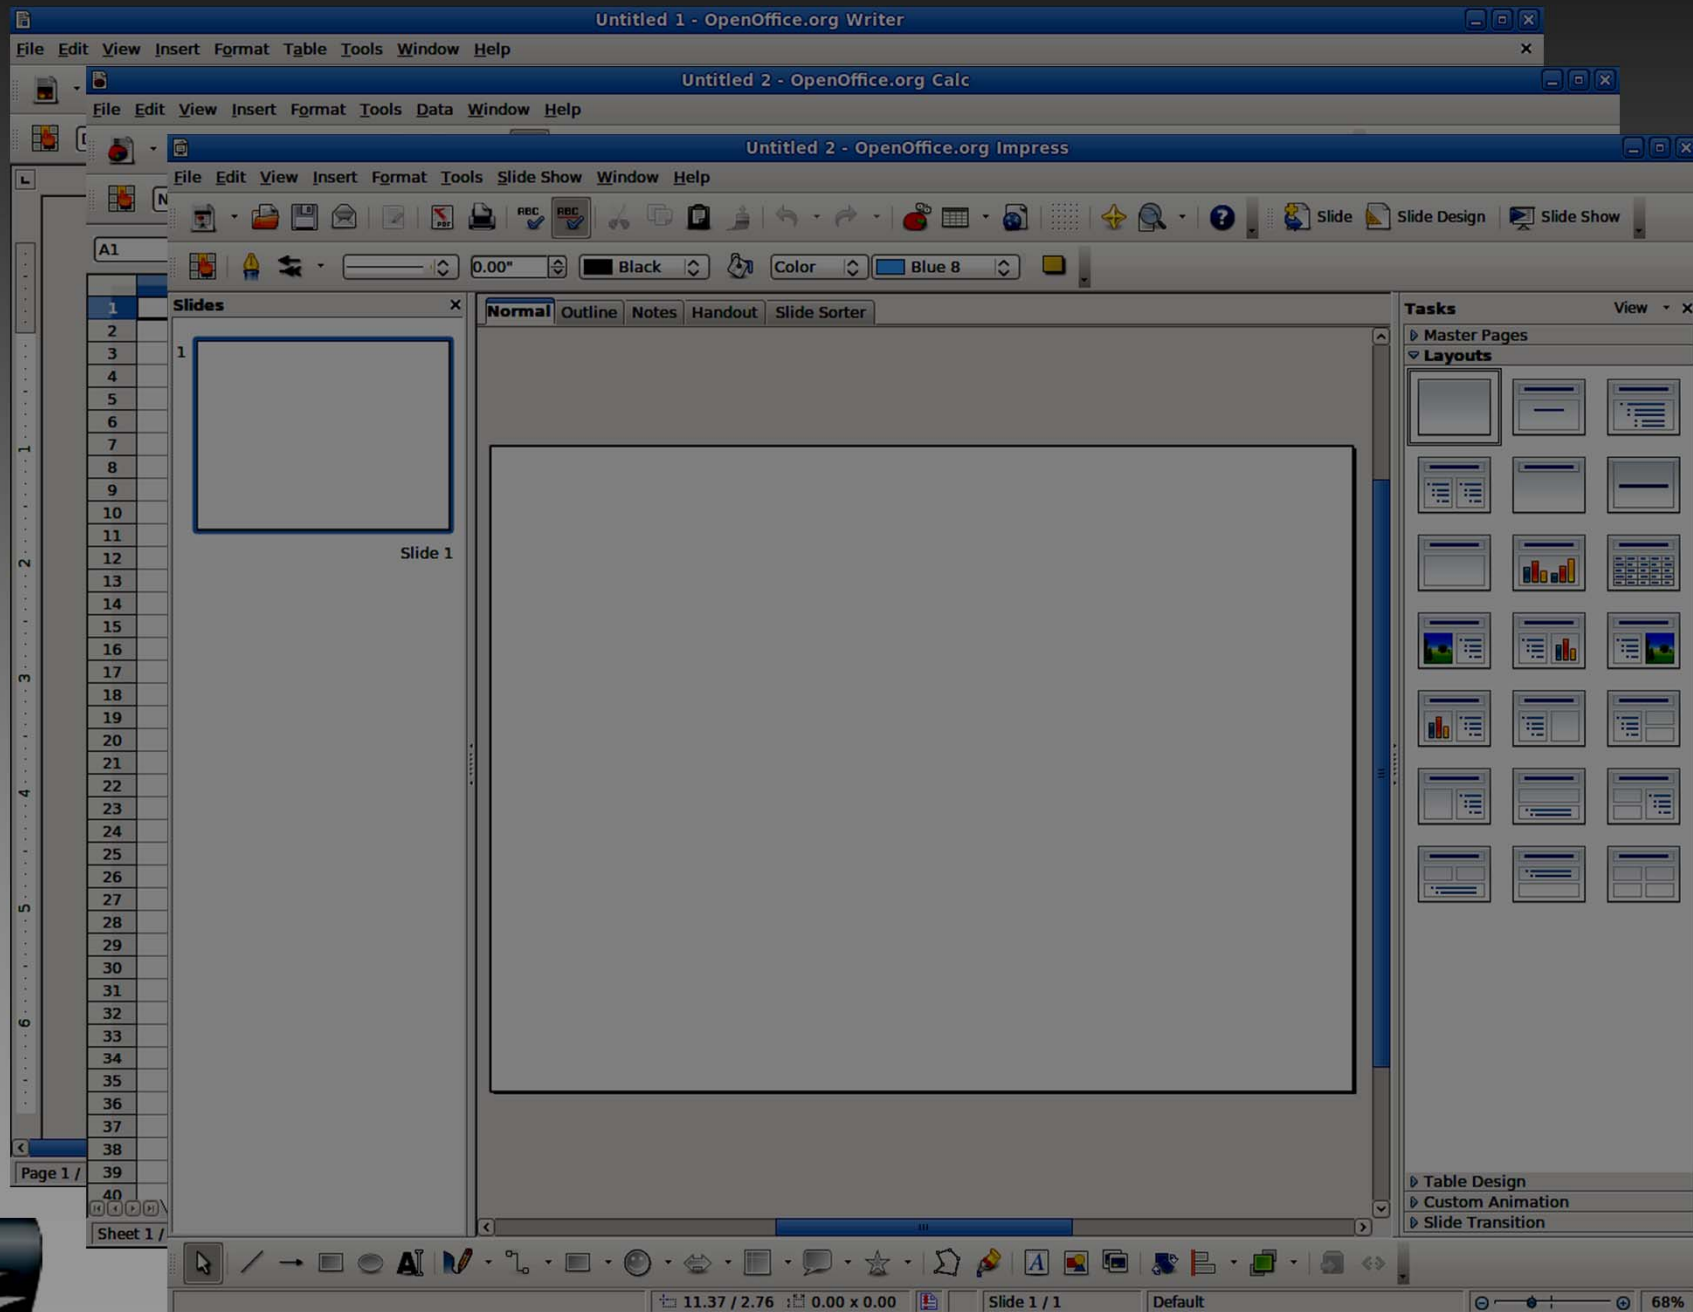 Untitled 1 - OpenOffice.org Writer
File Edit View Insert Format Table Tools Window Help
Untitled 2 - OpenOffice.org Calc
File Edit View Insert Format Tools Data Window Help
Untitled 2 - OpenOffice.org Impress
File Edit View Insert Format Tools Slide Show Window Help
Slide Slide Design Slide Show
0.00" Black Color Blue 8
A1
Slides
Normal Outline Notes Handout Slide Sorter
Tasks View
Master Pages
Layouts
1
Slide 1
1
2
3
4
5
6
7
8
9
10
11
12
13
14
15
16
17
18
19
20
21
22
23
24
25
26
27
28
29
30
31
32
33
34
35
36
37
38
39
40
1
2
3
4
5
6
Table Design
Custom Animation
Slide Transition
Page 1 /
Sheet 1 /
11.37 / 2.76 0.00 x 0.00 Slide 1 / 1 Default 68%